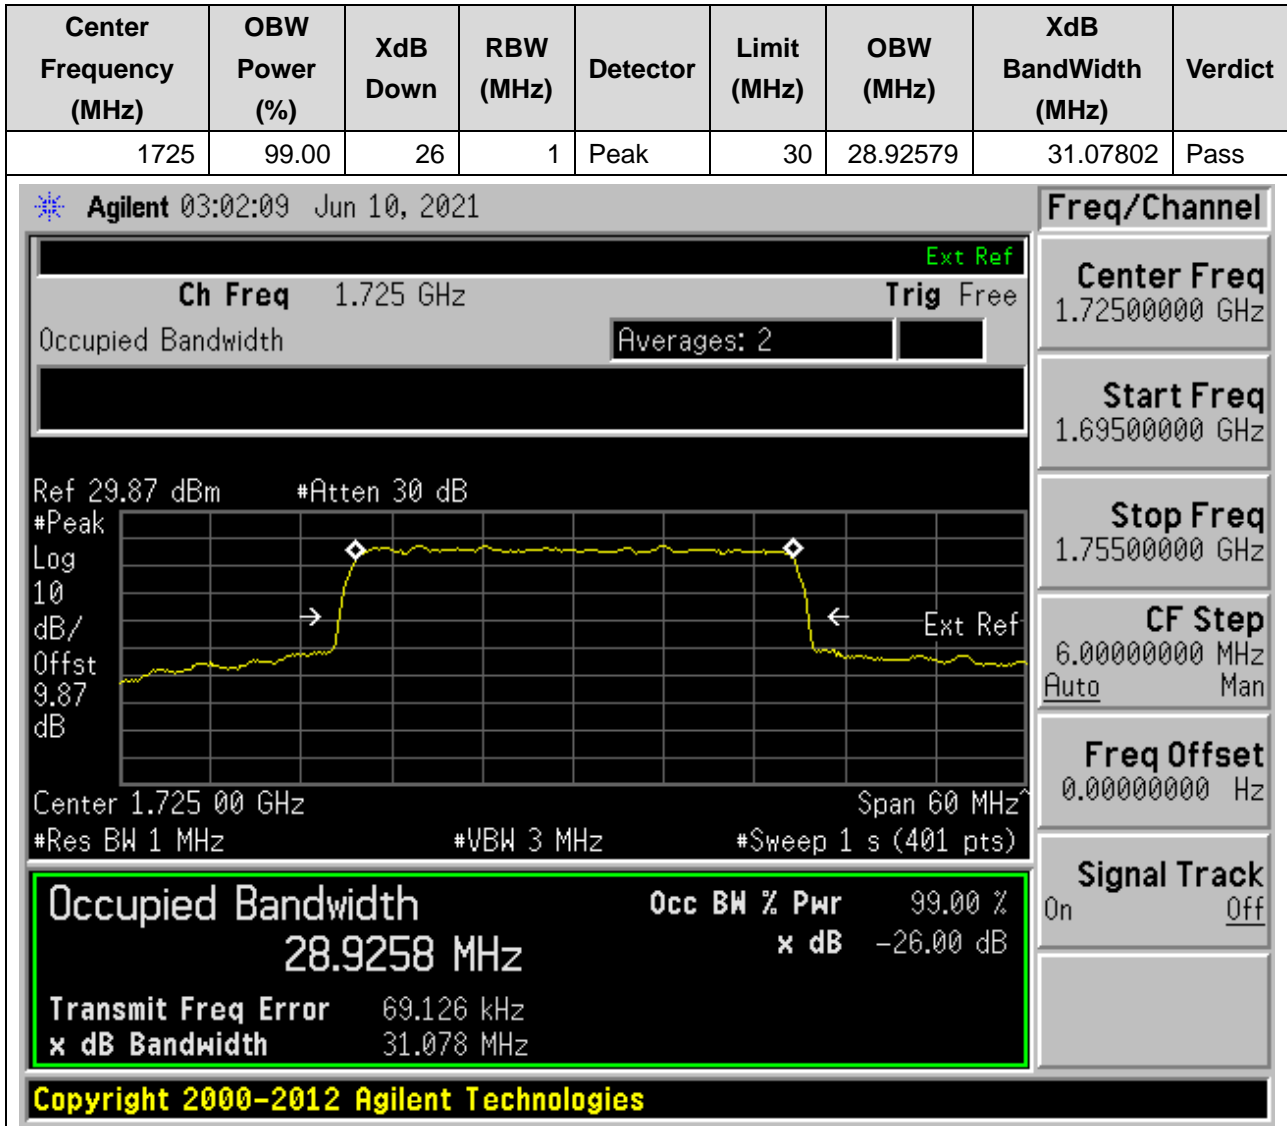 Center Frequency (MHz) OBW Power (%) XdB Down RBW (MHz) Detector Limit (MHz) OBW (MHz) XdB BandWidth (MHz) Verdict
1725 99.00 26 1 Peak 30 28.92579 31.07802 Pass
Agilent 03:02:09 Jun 10, 2021
Freq/Channel
Ext Ref
Ch Freq 1.725 GHz Trig Free
Occupied Bandwidth Averages: 2
Center Freq
1.72500000 GHz
Start Freq
1.69500000 GHz
Stop Freq
1.75500000 GHz
CF Step
6.00000000 MHz
Auto Man
Freq Offset
0.00000000 Hz
Signal Track
On Off
Ref 29.87 dBm #Atten 30 dB
#Peak
Log
10
dB/
Offst
9.87
dB
Ext Ref
Center 1.725 00 GHz Span 60 MHz^
#Res BW 1 MHz #VBW 3 MHz #Sweep 1 s (401 pts)
Occupied Bandwidth Occ BW % Pwr 99.00 %
28.9258 MHz x dB -26.00 dB
Transmit Freq Error 69.126 kHz
x dB Bandwidth 31.078 MHz
Copyright 2000-2012 Agilent Technologies